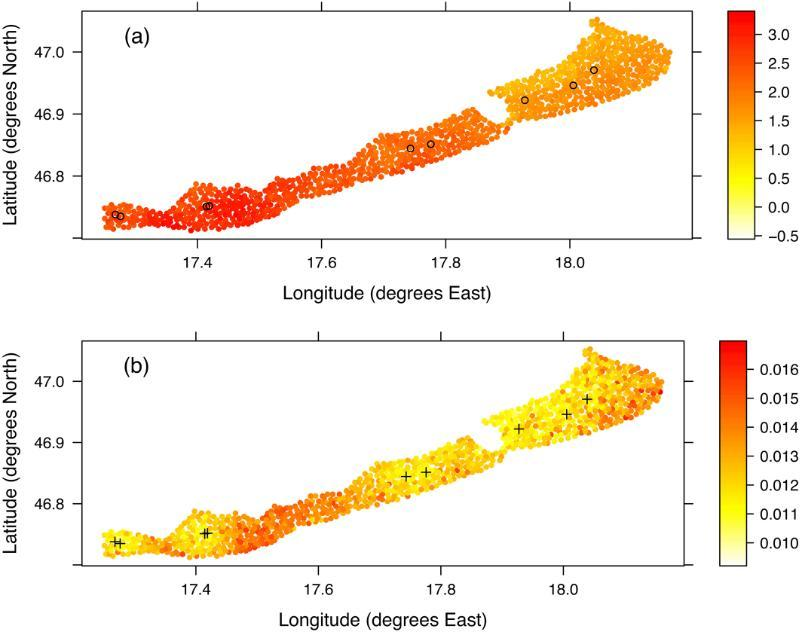 (a)
Latitude (degrees North)
47.0
46.9
46.8
17.4 17.6 17.8 18.0
Longitude (degrees East)
3.0
2.5
2.0
1.5
1.0
0.5
0.0
−0.5
(b)
Latitude (degrees North)
47.0
46.9
46.8
17.4 17.6 17.8 18.0
Longitude (degrees East)
0.016
0.015
0.014
0.013
0.012
0.011
0.010